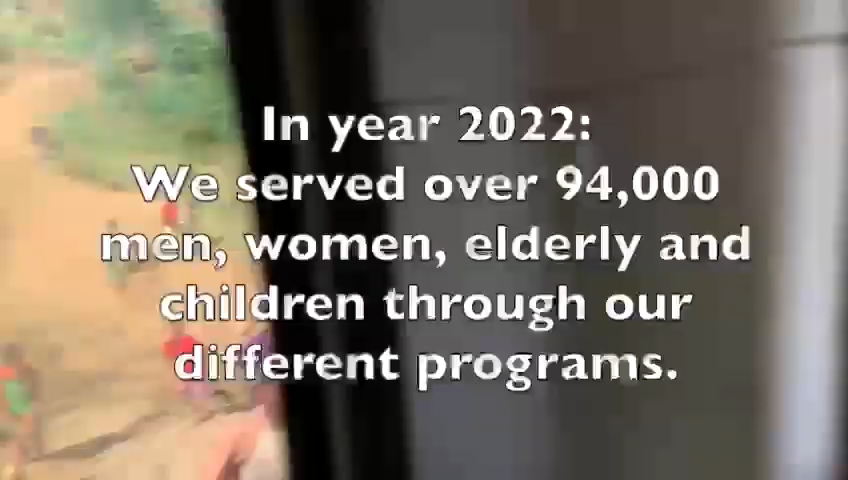 In year 2022:
We served over 94,000
men, women, elderly and
children through our
different programs.